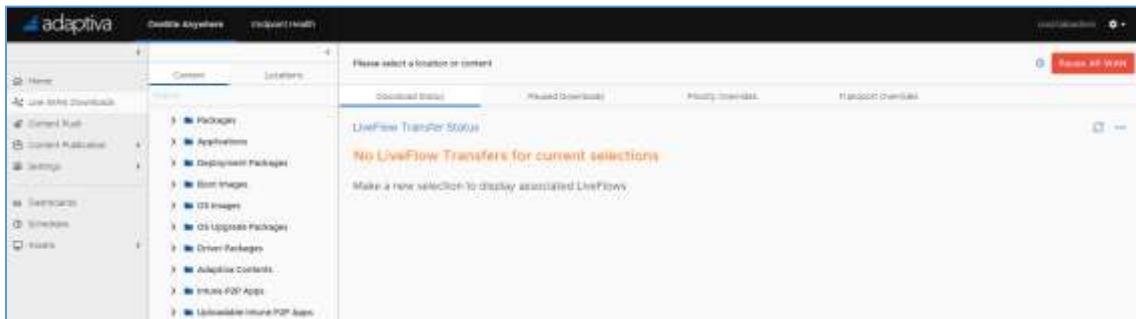 adaptiva
OneSite Anywhere
Endpoint Health
Home
Live WAN Downloads
Content Push
Content Publication
Settings
Dashboards
Schedules
Assets
Content
Locations
Packages
Applications
Deployment Packages
Boot Images
OS Images
OS Upgrade Packages
Driver Packages
Adaptiva Contents
Intune P2P Apps
Uploadable Intune P2P Apps
Please select a location or content
Pause All WAN
Download Status
Paused Downloads
Priority Overrides
Transport Overrides
LiveFlow Transfer Status
No LiveFlow Transfers for current selections
Make a new selection to display associated LiveFlows